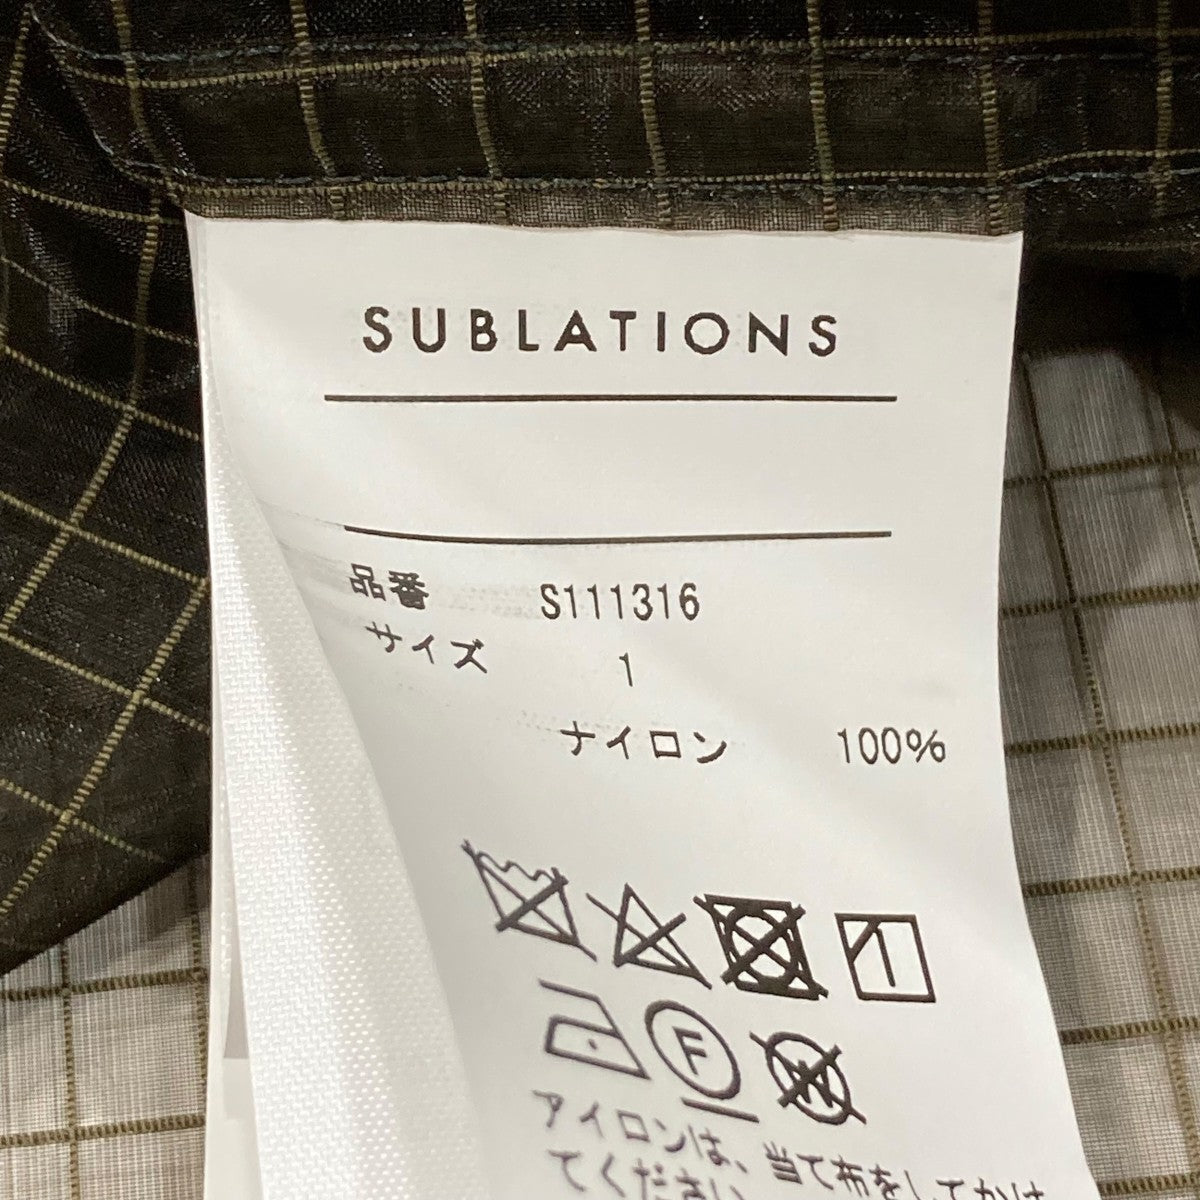 SUBLATIONS
品番 S111316
サイズ 1
ナイロン 100%
F
W
アイロンは、当て布をしてかけ
てください